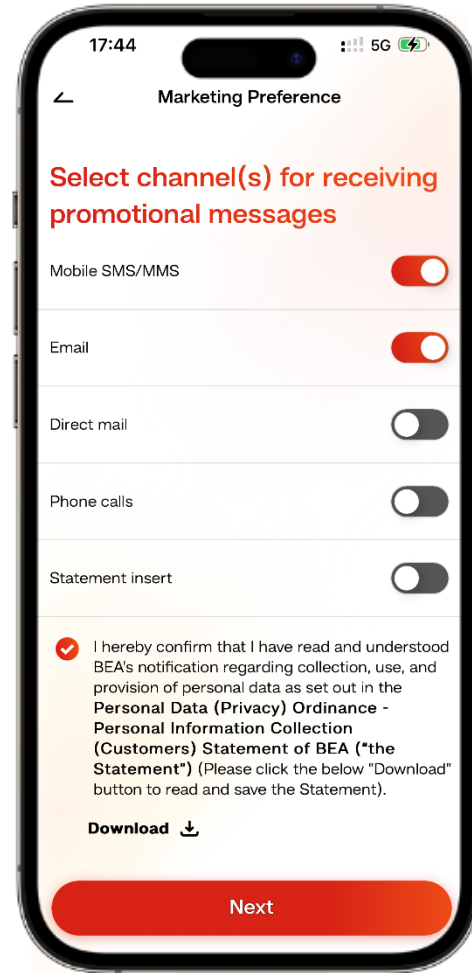 17:44
5G
Marketing Preference
Select channel(s) for receiving
promotional messages
Mobile SMS/MMS
Email
Direct mail
Phone calls
Statement insert
I hereby confirm that I have read and understood
BEA's notification regarding collection, use, and
provision of personal data as set out in the
Personal Data (Privacy) Ordinance -
Personal Information Collection
(Customers) Statement of BEA ("the
Statement") (Please click the below "Download"
button to read and save the Statement).
Download
Next